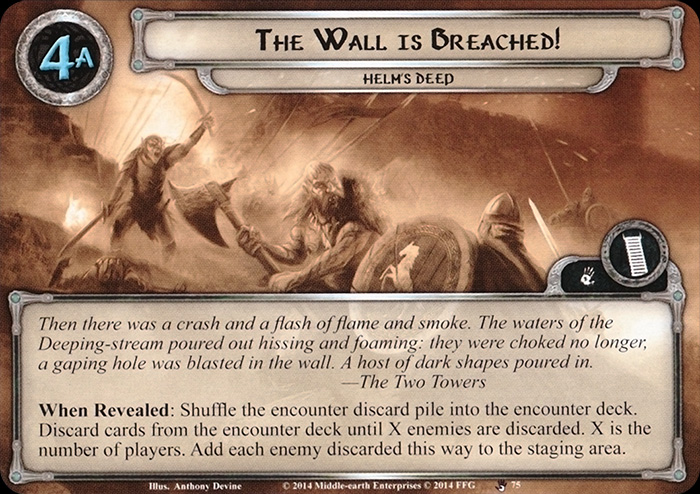 4A
THE WALL IS BREACHED!
HELM'S DEEP
Then there was a crash and a flash of flame and smoke. The waters of the
Deeping-stream poured out hissing and foaming: they were choked no longer,
a gaping hole was blasted in the wall. A host of dark shapes poured in.
—The Two Towers
When Revealed: Shuffle the encounter discard pile into the encounter deck.
Discard cards from the encounter deck until X enemies are discarded. X is the
number of players. Add each enemy discarded this way to the staging area.
Illus. Anthony Devine © 2014 Middle-earth Enterprises © 2014 FFG 75